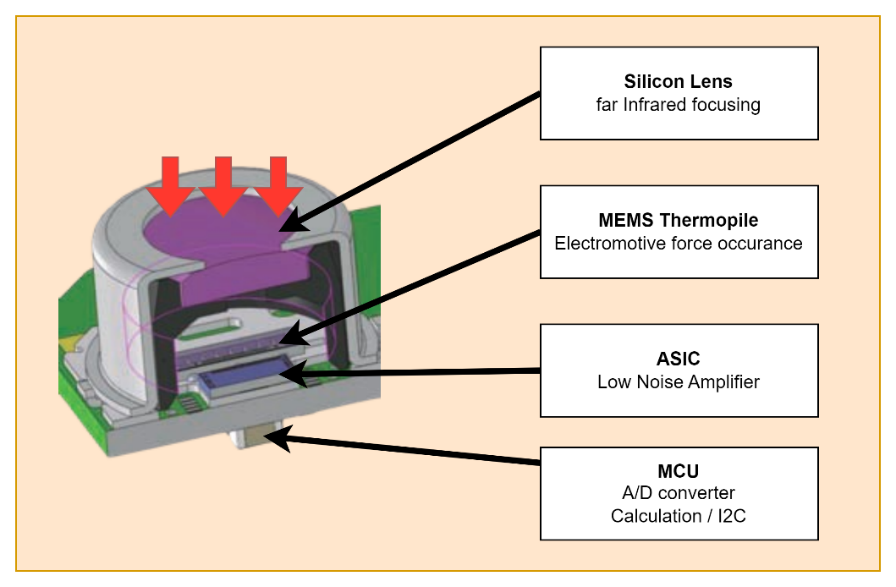 Silicon Lens
far Infrared focusing
MEMS Thermopile
Electromotive force occurance
ASIC
Low Noise Amplifier
MCU
A/D converter
Calculation / I2C